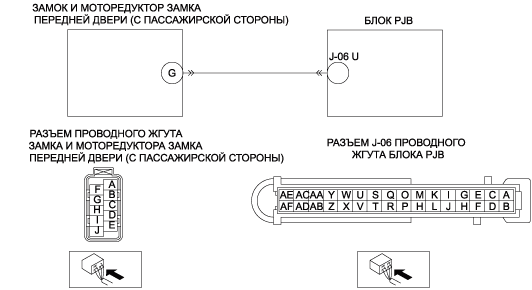 ЗАМОК И МОТОРЕДУКТОР ЗАМКА
ПЕРЕДНЕЙ ДВЕРИ (С ПАССАЖИРСКОЙ СТОРОНЫ)
БЛОК PJB
G
J-06 U
РАЗЪЕМ ПРОВОДНОГО ЖГУТА
ЗАМКА И МОТОРЕДУКТОРА ЗАМКА
ПЕРЕДНЕЙ ДВЕРИ (С ПАССАЖИРСКОЙ СТОРОНЫ)
A
F
B
G
C
H
D
I
E
J
РАЗЪЕМ J-06 ПРОВОДНОГО
ЖГУТА БЛОКА PJB
AE AC AA Y W U S Q O M K I G E C A
AF AD AB Z X V T R P H L J H F D B